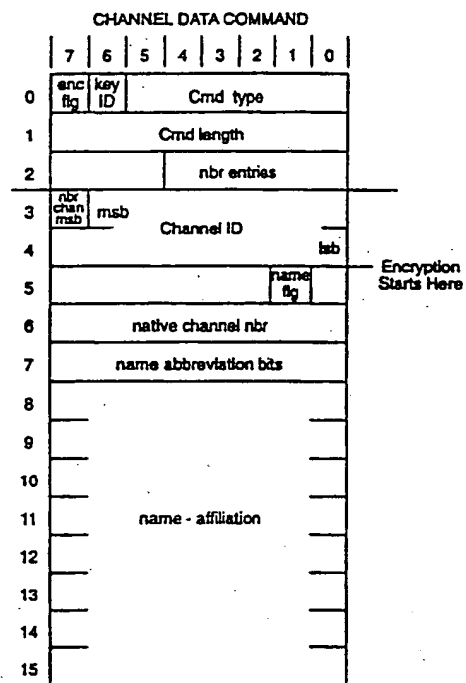 CHANNEL DATA COMMAND
7 6 5 4 3 2 1 0
0 enc flg key ID Cmd type
1 Cmd length
2 nbr entries
3 nbr chan msb msb
Channel ID
4 lsb
Encryption Starts Here
5 name flg
6 native channel nbr
7 name abbreviation bits
8
9
10
11 name - affiliation
12
13
14
15